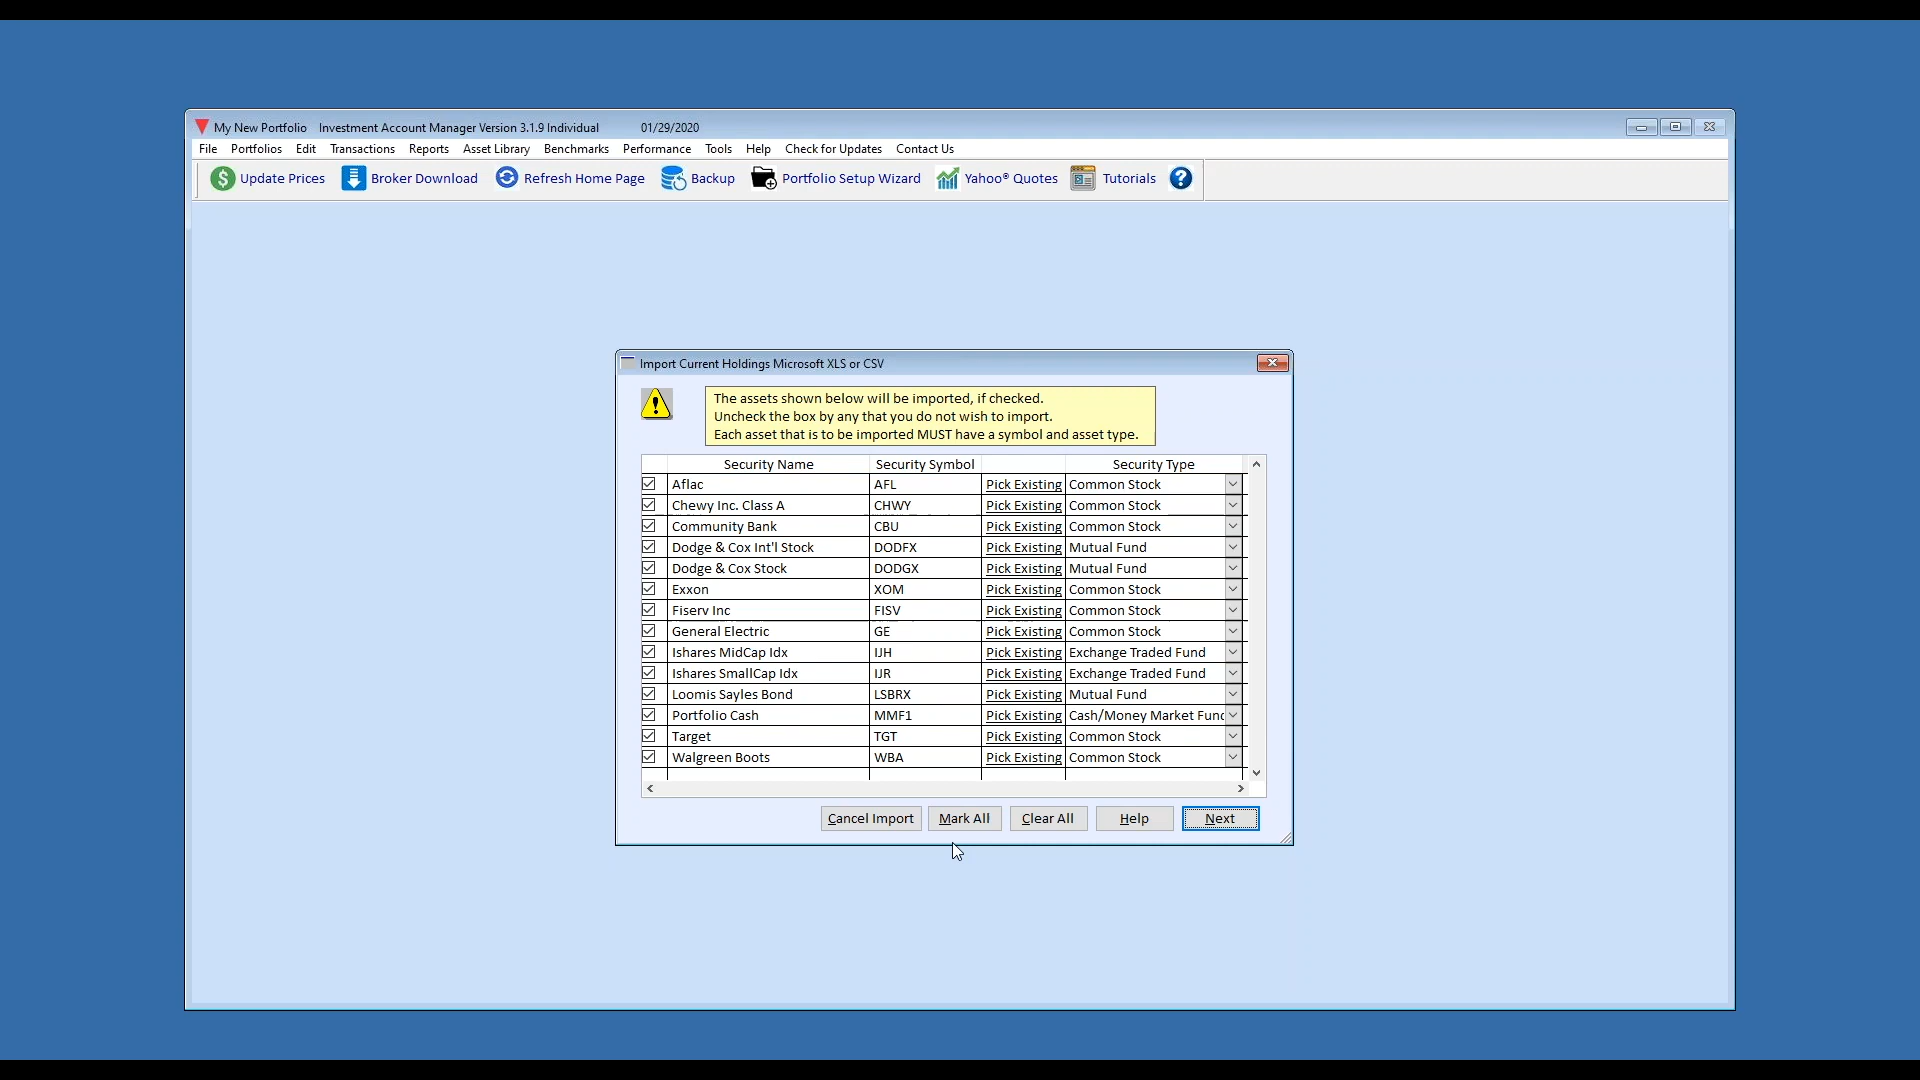 My New Portfolio Investment Account Manager Version 3.1.9 Individual 01/29/2020
File Portfolios Edit Transactions Reports Asset Library Benchmarks Performance Tools Help Check for Updates Contact Us
$ Update Prices Broker Download Refresh Home Page Backup Portfolio Setup Wizard Yahoo® Quotes Tutorials ?
Import Current Holdings Microsoft XLS or CSV
The assets shown below will be imported, if checked.
Uncheck the box by any that you do not wish to import.
Each asset that is to be imported MUST have a symbol and asset type.
Security Name Security Symbol Security Type
Aflac AFL Pick Existing Common Stock
Chewy Inc. Class A CHWY Pick Existing Common Stock
Community Bank CBU Pick Existing Common Stock
Dodge & Cox Int'l Stock DODFX Pick Existing Mutual Fund
Dodge & Cox Stock DODGX Pick Existing Mutual Fund
Exxon XOM Pick Existing Common Stock
Fiserv Inc FISV Pick Existing Common Stock
General Electric GE Pick Existing Common Stock
Ishares MidCap Idx IJH Pick Existing Exchange Traded Fund
Ishares SmallCap Idx IJR Pick Existing Exchange Traded Fund
Loomis Sayles Bond LSBRX Pick Existing Mutual Fund
Portfolio Cash MMF1 Pick Existing Cash/Money Market Fund
Target TGT Pick Existing Common Stock
Walgreen Boots WBA Pick Existing Common Stock
Cancel Import Mark All Clear All Help Next